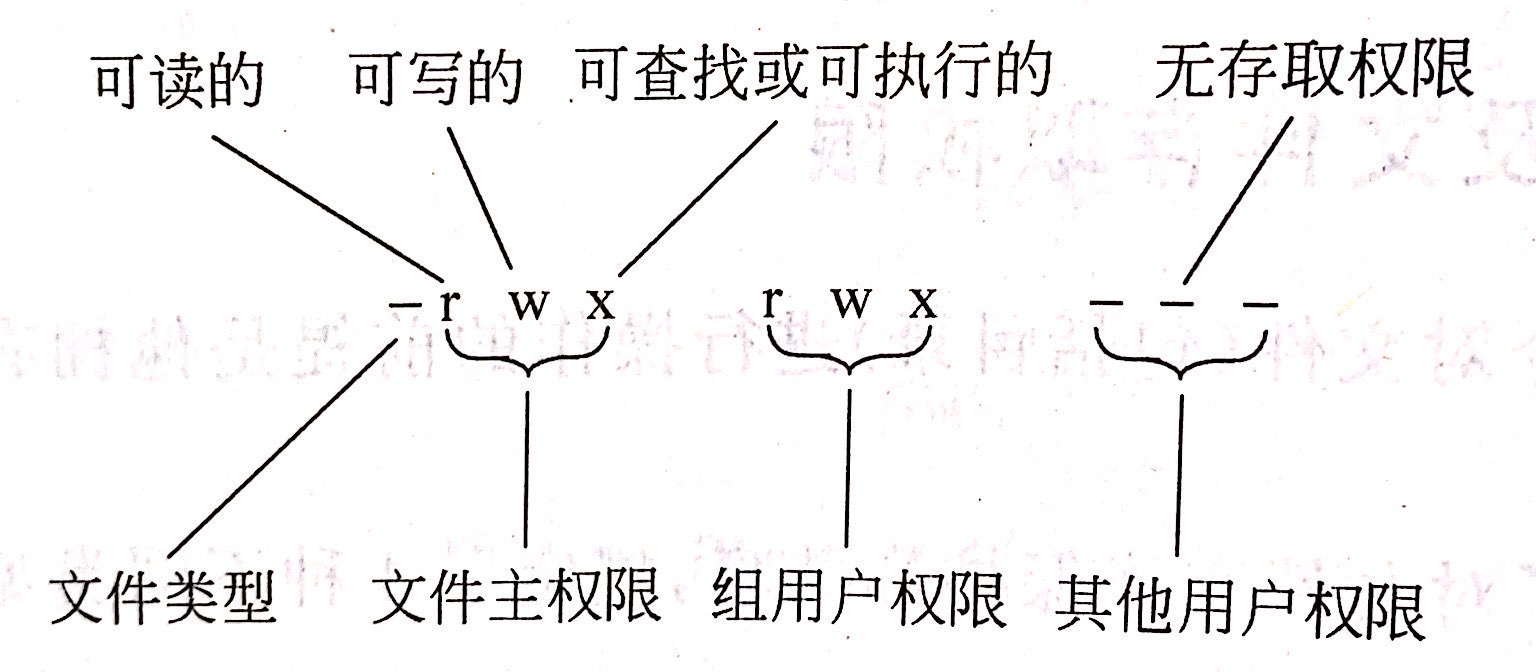 可读的 可写的 可查找或可执行的 无存取权限
–r w x r w x – – –
文件类型 文件主权限 组用户权限 其他用户权限